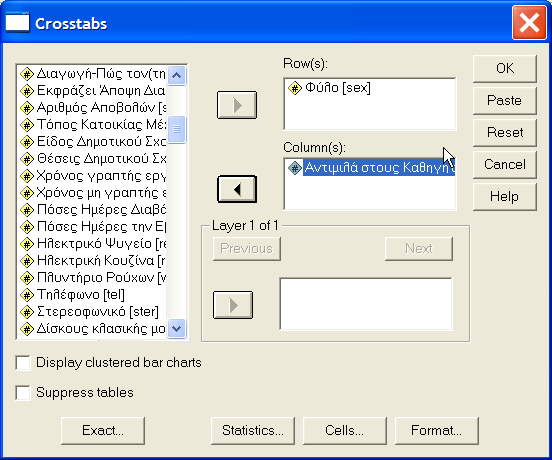 Crosstabs
Διαγωγή-Πώς τον(τη
Εκφράζει Άποψη Δια
Αριθμός Αποβολών [s
Τόπος Κατοικίας Μέ
Είδος Δημοτικού Σχο
Θέσεις Δημοτικού Σχ
Χρόνος γραπτής εργ
Χρόνος μη γραπτής ε
Πόσες Ημέρες Διαβά
Πόσες Ημέρες την Εβ
Ηλεκτρικό Ψυγείο [re
Ηλεκτρική Κουζίνα [r
Πλυντήριο Ρούχων [w
Τηλέφωνο [tel]
Στερεοφωνικό [ster]
Δίσκους κλασικής μο
Row(s):
Φύλο [sex]
Column(s):
Αντιμιλά στους Καθηγητ
Layer 1 of 1
Previous
Next
OK
Paste
Reset
Cancel
Help
Display clustered bar charts
Suppress tables
Exact...
Statistics...
Cells...
Format...